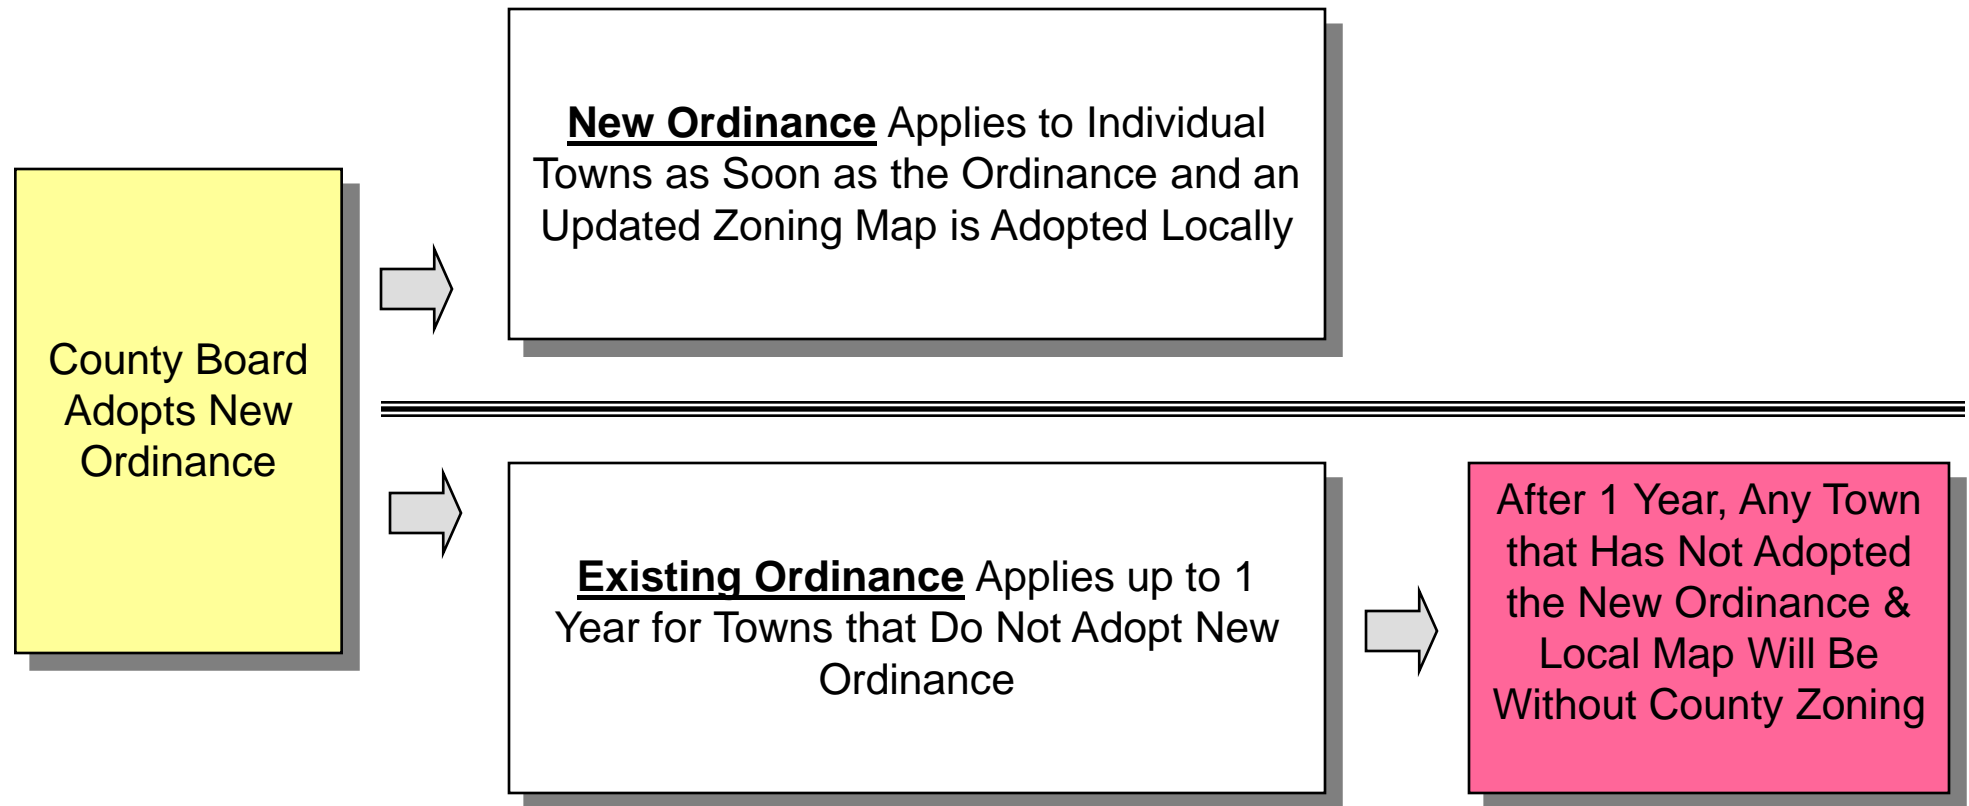 County Board
Adopts New
Ordinance
New Ordinance Applies to Individual
Towns as Soon as the Ordinance and an
Updated Zoning Map is Adopted Locally
Existing Ordinance Applies up to 1
Year for Towns that Do Not Adopt New
Ordinance
After 1 Year, Any Town
that Has Not Adopted
the New Ordinance &
Local Map Will Be
Without County Zoning